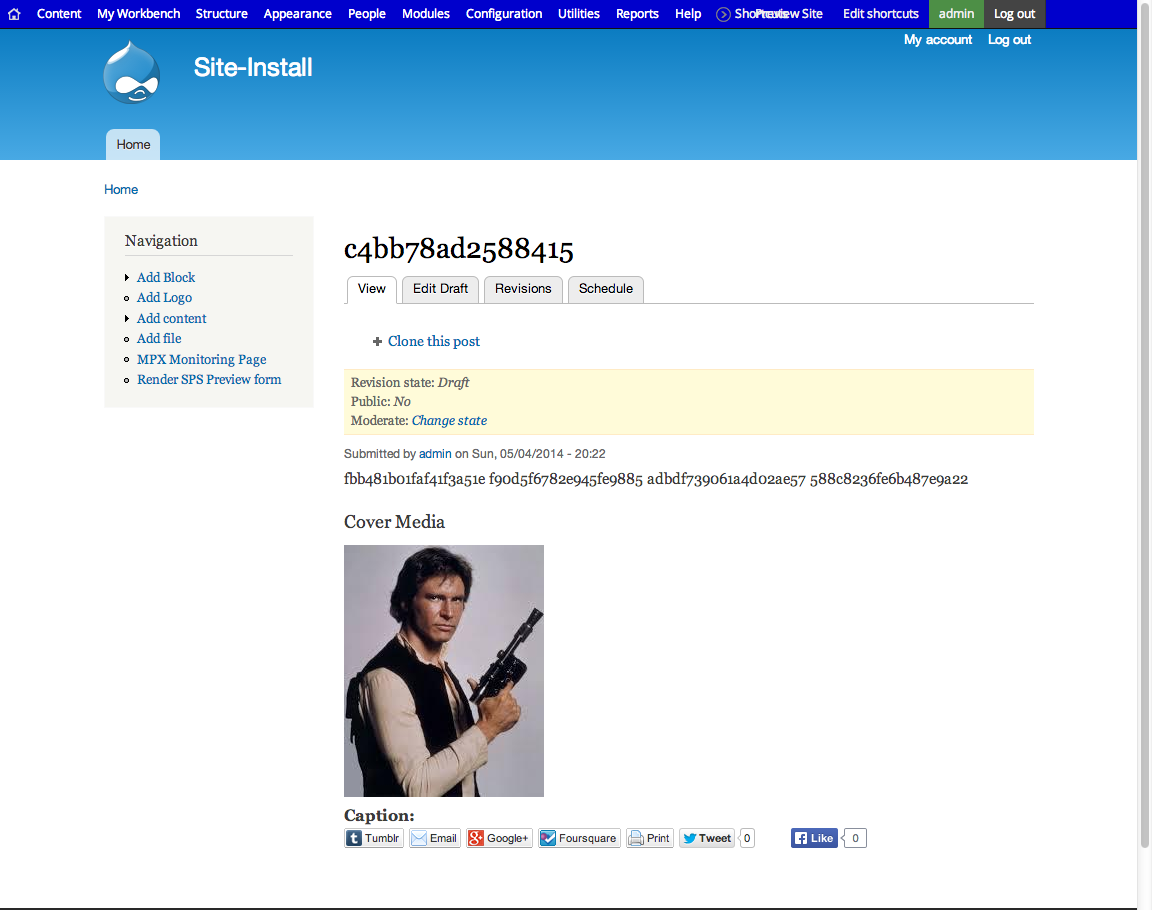 Content My Workbench Structure Appearance People Modules Configuration Utilities Reports Help Shortcuts Preview Site Edit shortcuts admin Log out
My account Log out
Site-Install
Home
Home
Navigation
Add Block
Add Logo
Add content
Add file
MPX Monitoring Page
Render SPS Preview form
c4bb78ad2588415
View Edit Draft Revisions Schedule
Clone this post
Revision state: Draft
Public: No
Moderate: Change state
Submitted by admin on Sun, 05/04/2014 - 20:22
fbb481b01faf41f3a51e f90d5f6782e945fe9885 adbdf739061a4d02ae57 588c8236fe6b487e9a22
Cover Media
Caption:
Tumblr Email Google+ Foursquare Print Tweet 0 Like 0